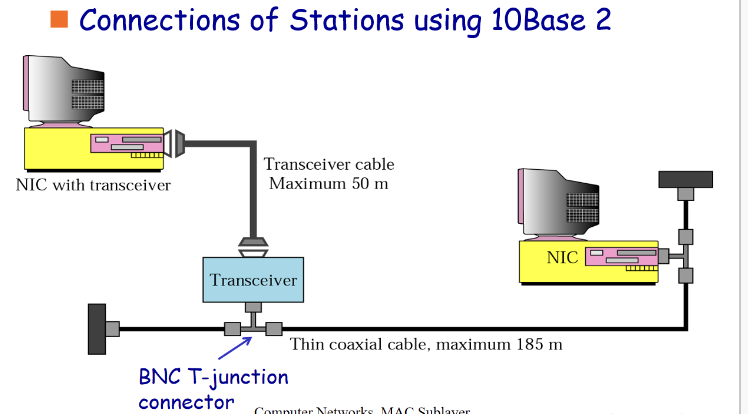 Connections of Stations using 10Base 2
Transceiver cable
Maximum 50 m
NIC with transceiver
NIC
Transceiver
Thin coaxial cable, maximum 185 m
BNC T-junction
connector
Computer Networks, MAC Sublayer